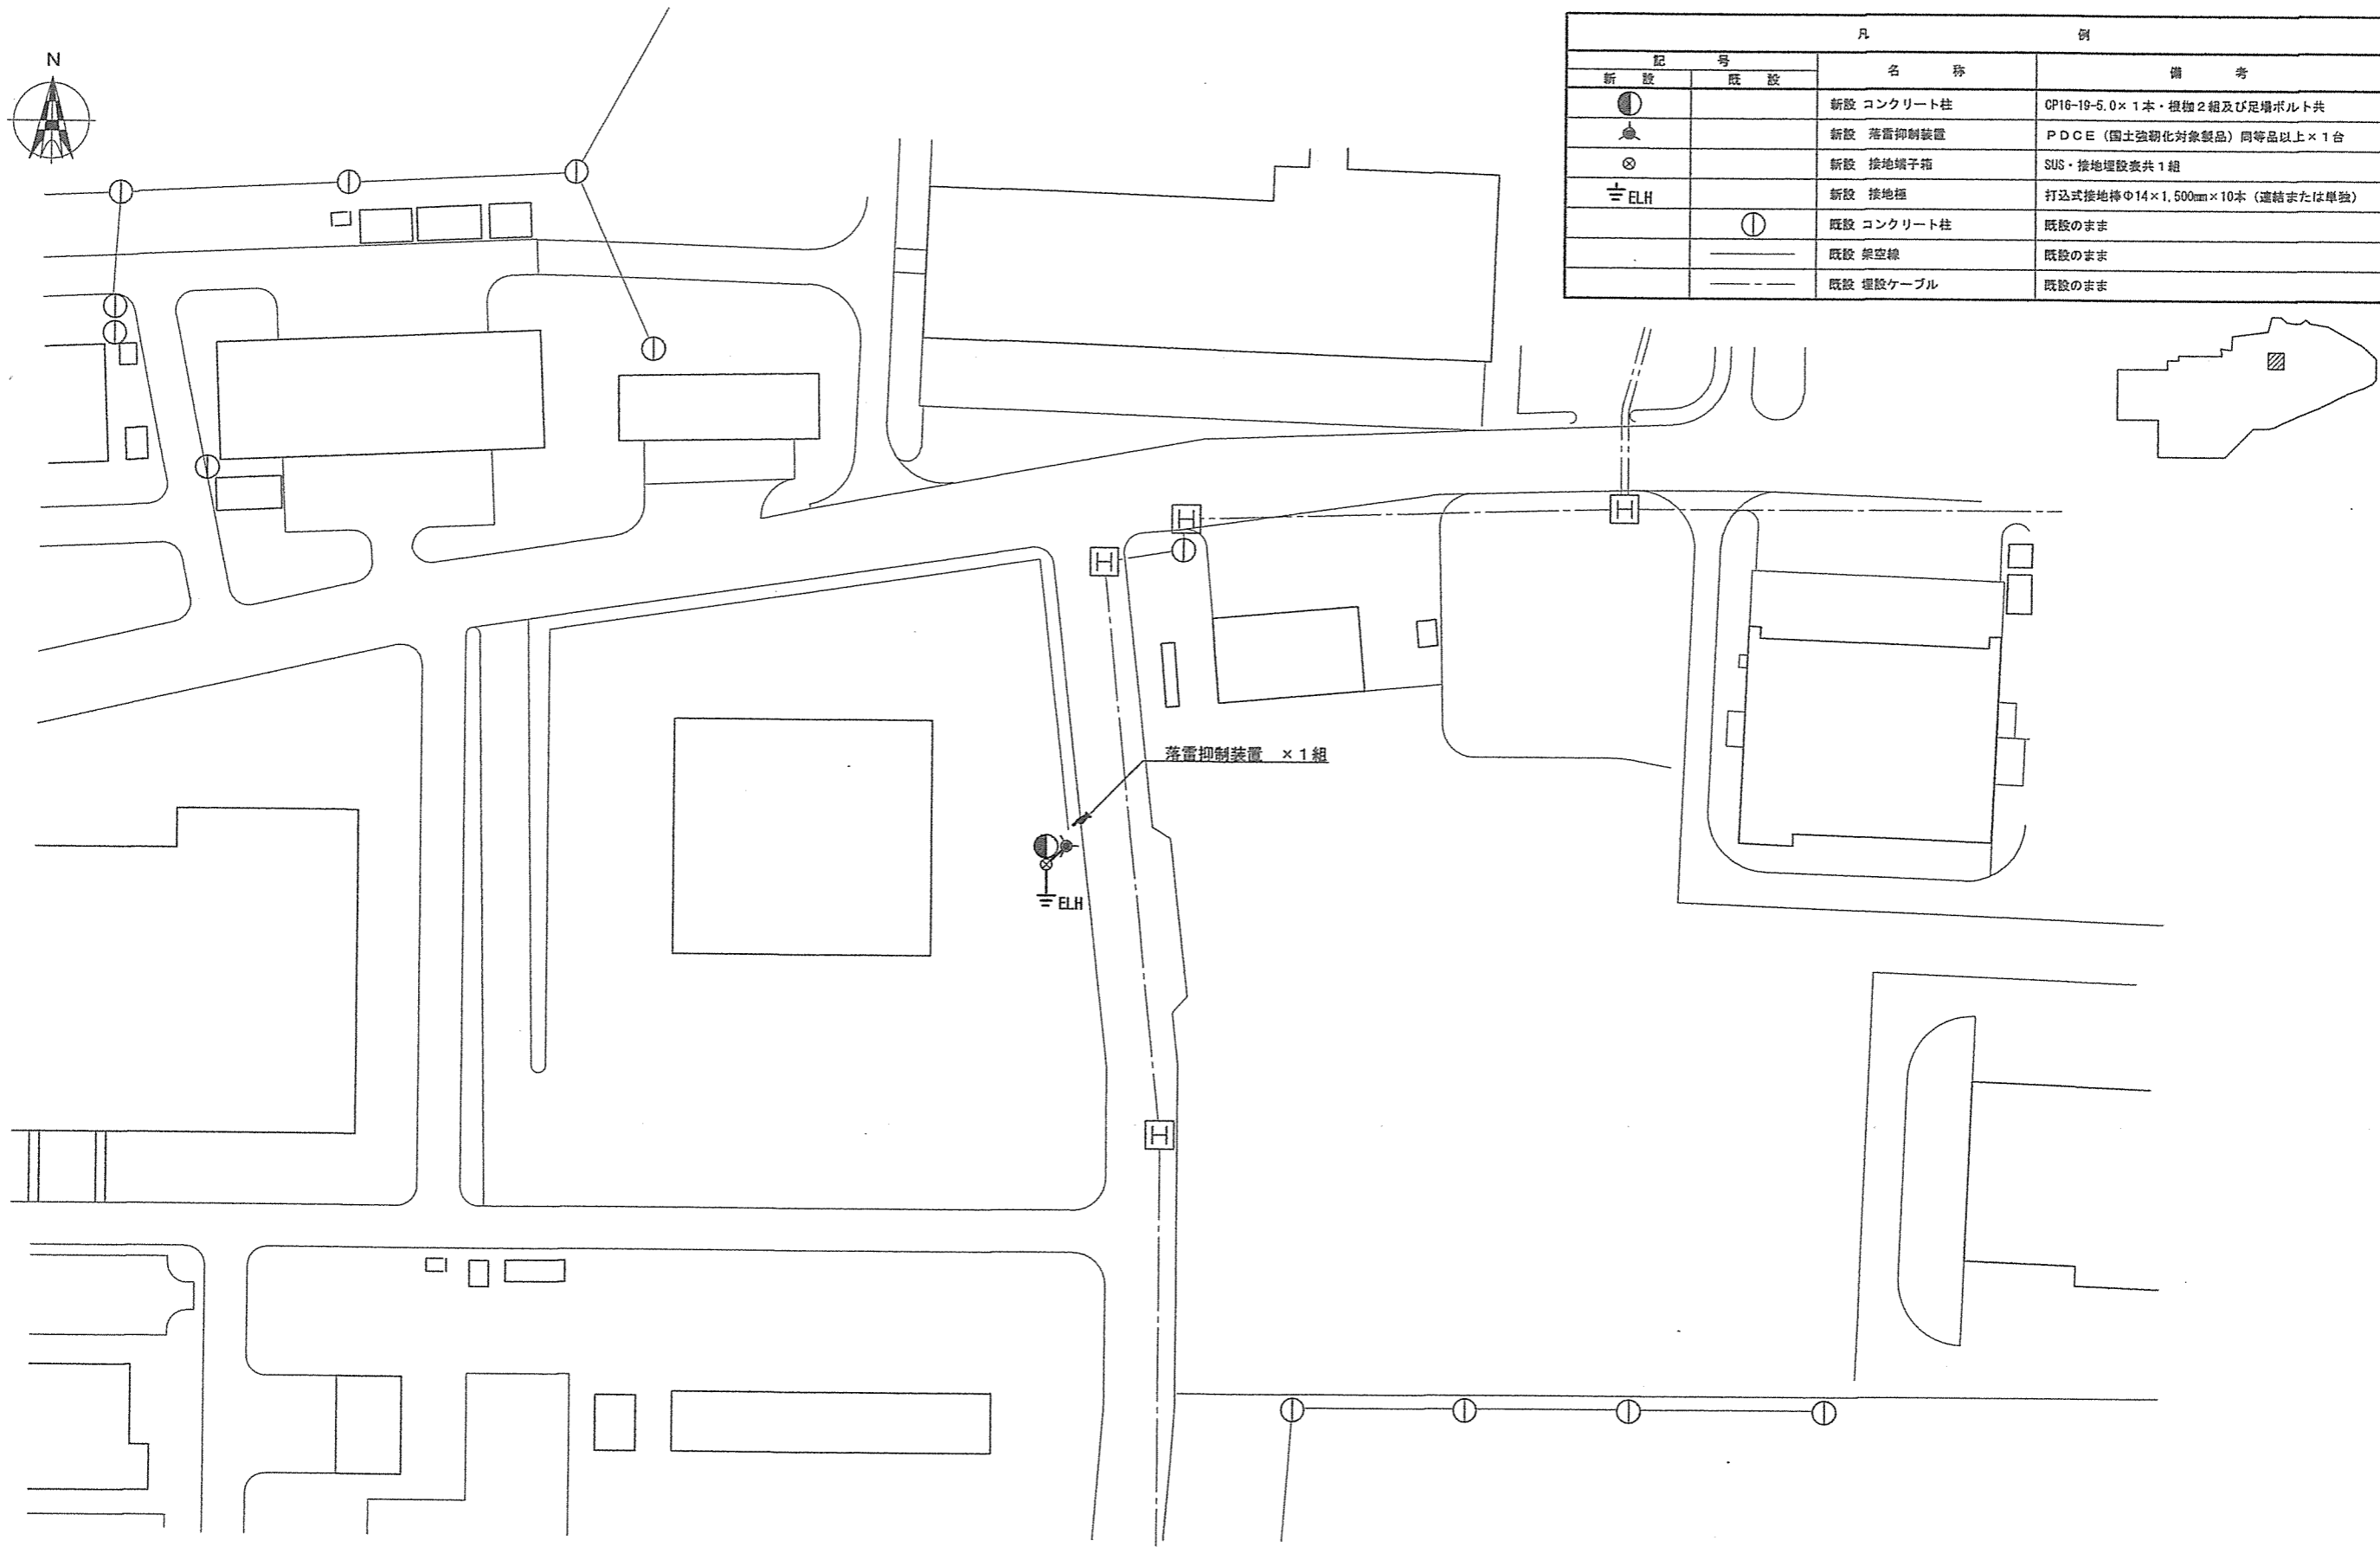 N
凡 例
記 号
名 称
備 考
新 設
既 設
新設 コンクリート柱
CP16-19-5.0×1本・根枷2組及び足場ボルト共
新設 落雷抑制装置
PDCE(国土強靭化対象製品)同等品以上×1台
新設 接地端子箱
SUS・接地埋設表共1組
ELH
新設 接地極
打込式接地棒Φ14×1,500mm×10本(連結または単独)
既設 コンクリート柱
既設のまま
既設 架空線
既設のまま
既設 埋設ケーブル
既設のまま
H
H
H
落雷抑制装置 ×1組
ELH
H